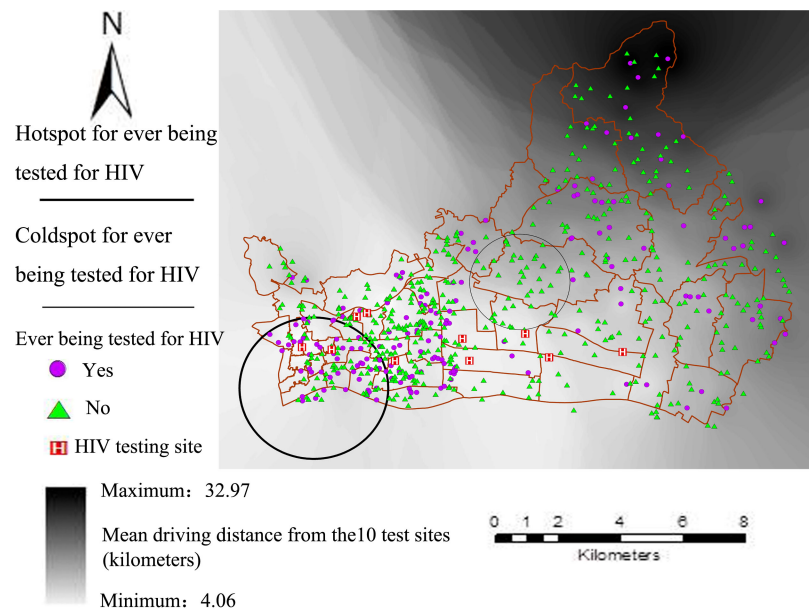 N
Hotspot for ever being
tested for HIV
Coldspot for ever
being tested for HIV
Ever being tested for HIV
Yes
No
H HIV testing site
Maximum: 32.97
Mean driving distance from the10 test sites
(kilometers)
Minimum: 4.06
H H
H H H H
H H H H
0 1 2 4 6 8
Kilometers